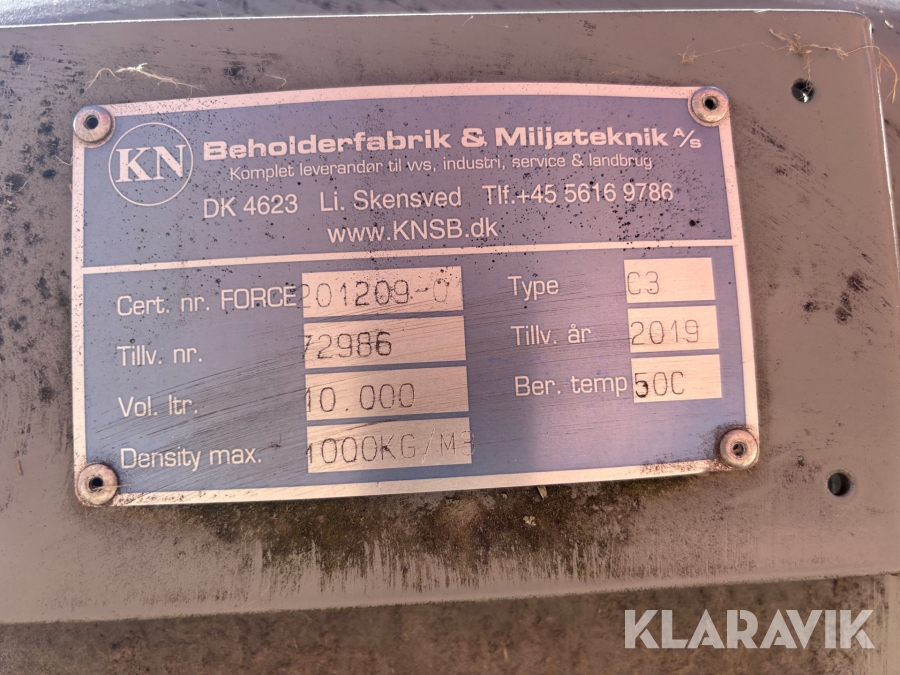 KN
Beholderfabrik & Miljøteknik A/s
Komplet leverandør til vvs, industri, service & landbrug
DK 4623 Li. Skensved Tlf.+45 5616 9786
www.KNSB.dk
Cert. nr. FORCE 201209-0
Type C3
Tillv. nr. 72986
Tillv. år 2019
Vol. ltr. 10.000
Ber. temp 50C
Density max. 1000KG/M3
KLARAVIK